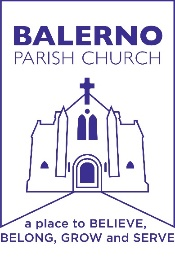 BALERNO
PARISH CHURCH
a place to BELIEVE,
BELONG, GROW and SERVE